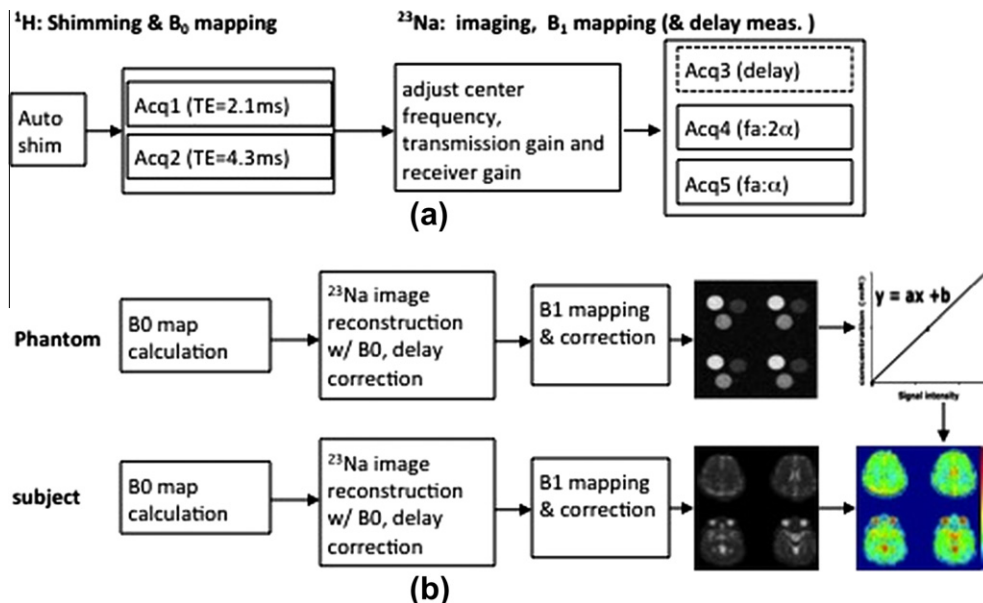 ¹H: Shimming & B₀ mapping
²³Na: imaging, B₁ mapping (& delay meas. )
Auto
shim
Acq1 (TE=2.1ms)
Acq2 (TE=4.3ms)
adjust center
frequency,
transmission gain and
receiver gain
Acq3 (delay)
Acq4 (fa:2α)
Acq5 (fa:α)
(a)
Phantom
B0 map
calculation
²³Na image
reconstruction
w/ B0, delay
correction
B1 mapping
& correction
concentration (mM)
y = ax +b
Signal intensity
subject
B0 map
calculation
²³Na image
reconstruction
w/ B0, delay
correction
B1 mapping
& correction
(b)